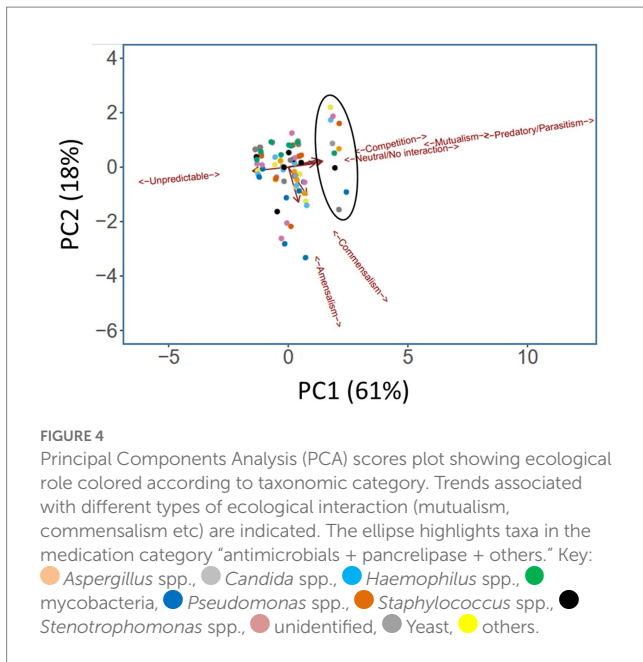 4
2
0
−2
−4
−6
PC2 (18%)
<−Competition−>
<−Mutualism−>
<−Predatory/Parasitism−>
<−Neutral/No interaction−>
<−Unpredictable−>
<−Commensalism−>
<−Amensalism−>
−5
0
5
10
PC1 (61%)
FIGURE 4
Principal Components Analysis (PCA) scores plot showing ecological
role colored according to taxonomic category. Trends associated
with different types of ecological interaction (mutualism,
commensalism etc) are indicated. The ellipse highlights taxa in the
medication category “antimicrobials + pancrelipase + others.” Key:
Aspergillus spp., Candida spp., Haemophilus spp.,
mycobacteria, Pseudomonas spp., Staphylococcus spp.,
Stenotrophomonas spp., unidentified, Yeast, others.